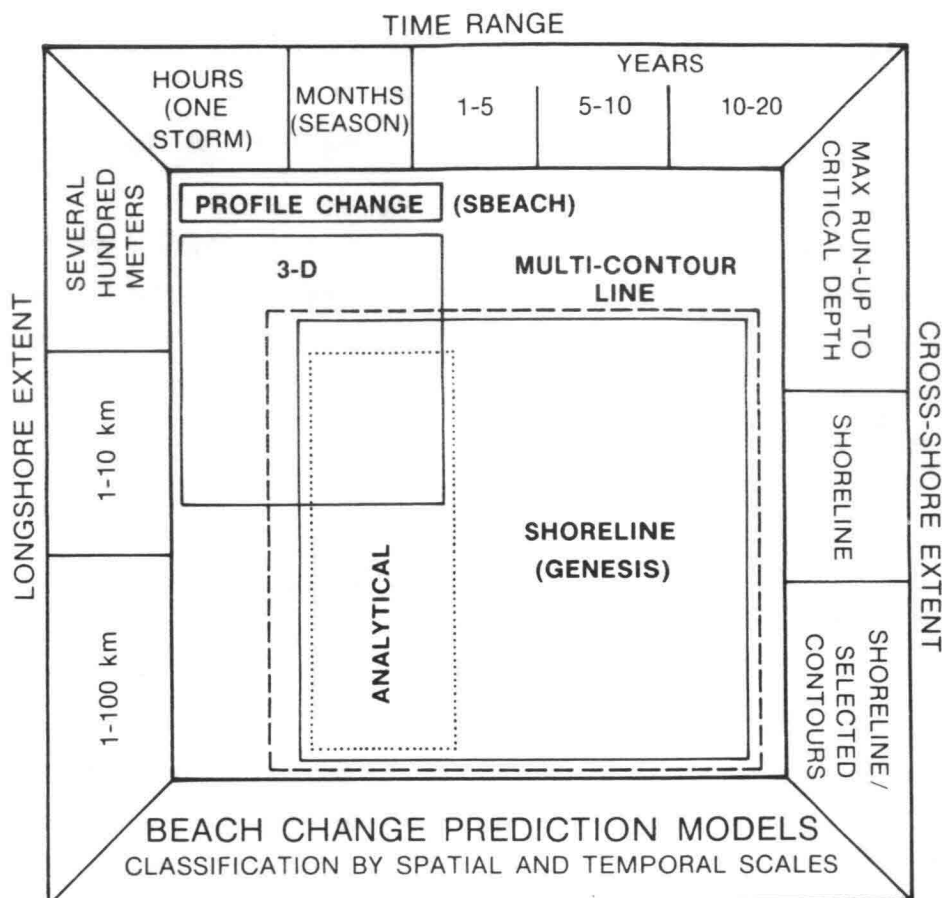 TIME RANGE
HOURS
(ONE
STORM)
MONTHS
(SEASON)
YEARS
1-5
5-10
10-20
LONGSHORE EXTENT
SEVERAL
HUNDRED
METERS
1-10 km
1-100 km
PROFILE CHANGE
(SBEACH)
3-D
MULTI-CONTOUR
LINE
ANALYTICAL
SHORELINE
(GENESIS)
MAX RUN-UP TO
CRITICAL DEPTH
SHORELINE
SHORELINE/
SELECTED
CONTOURS
CROSS-SHORE EXTENT
BEACH CHANGE PREDICTION MODELS
CLASSIFICATION BY SPATIAL AND TEMPORAL SCALES